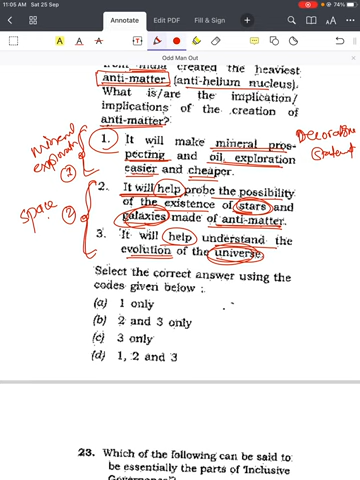 11:05 AM Sat 25 Sep
74%
Annotate
Edit PDF
Fill & Sign
Odd Man Out
from India created the heaviest
anti-matter (anti-helium nucleus).
What is/are the implication/
implications of the creation of
anti-matter?
1. It will make mineral pros-
pecting and oil exploration
easier and cheaper.
2. It will help probe the possibility
of the existence of stars and
galaxies made of anti-matter.
3. It will help understand the
evolution of the universe.
mineral
exploration
1
space
2
statement
Select the correct answer using the
codes given below :
(a) 1 only
(b) 2 and 3 only
(c) 3 only
(d) 1, 2 and 3
23. Which of the following can be said
to be essentially the parts of 'Inclusive
Governance'?